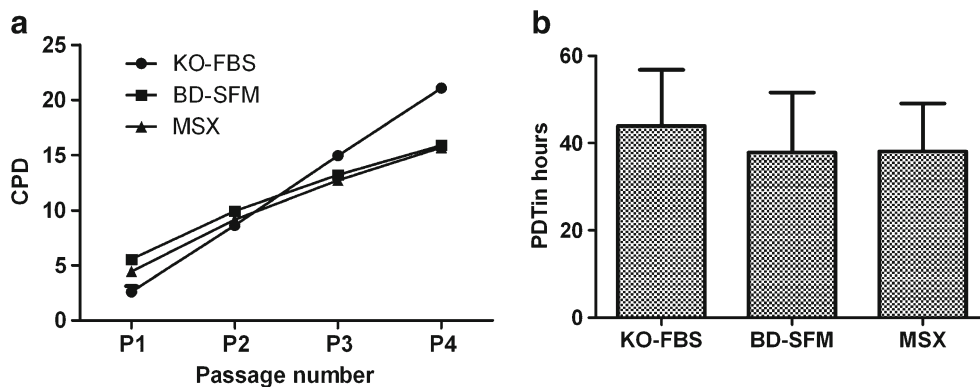 a
25
20
15
10
5
0
CPD
KO-FBS
BD-SFM
MSX
P1 P2 P3 P4
Passage number
b
60
40
20
0
PDTin hours
KO-FBS BD-SFM MSX